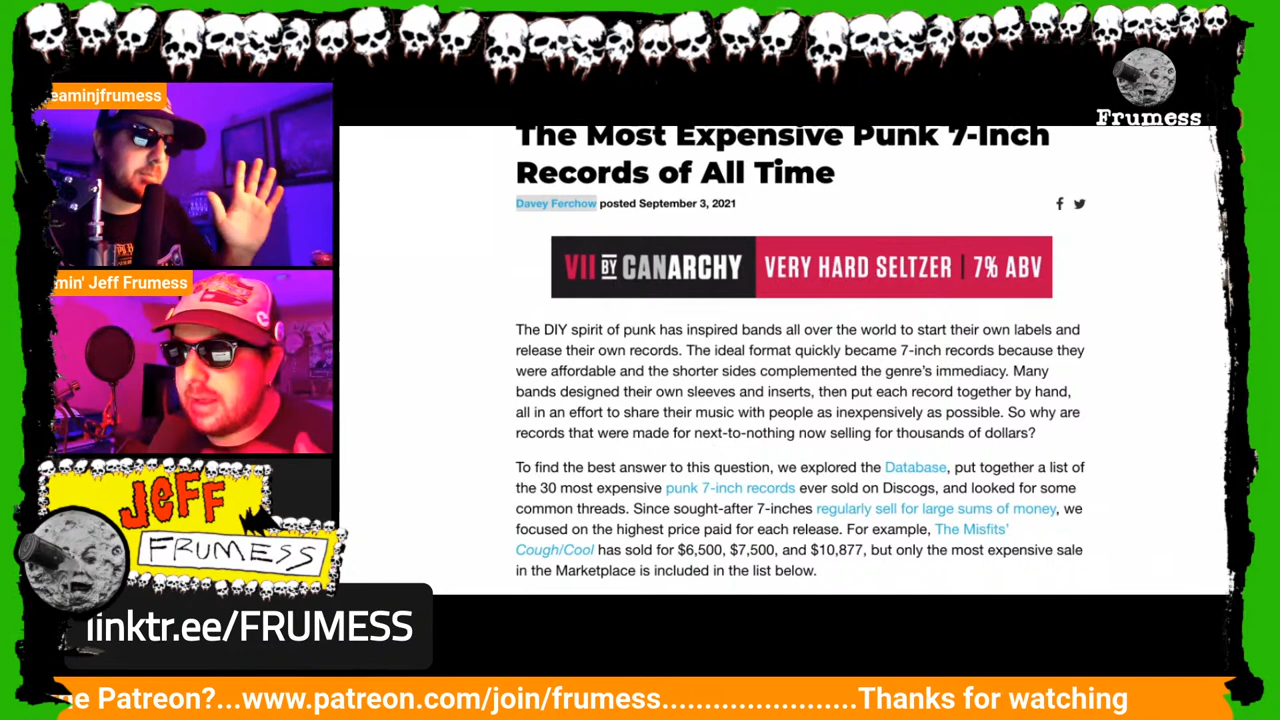 eaminjfrumess
min' Jeff Frumess
JeFF
FRUMESS
linktr.ee/FRUMESS
Frumess
The Most Expensive Punk 7-Inch
Records of All Time
Davey Ferchow posted September 3, 2021
VII BY CANARCHY VERY HARD SELTZER | 7% ABV
The DIY spirit of punk has inspired bands all over the world to start their own labels and
release their own records. The ideal format quickly became 7-inch records because they
were affordable and the shorter sides complemented the genre's immediacy. Many
bands designed their own sleeves and inserts, then put each record together by hand,
all in an effort to share their music with people as inexpensively as possible. So why are
records that were made for next-to-nothing now selling for thousands of dollars?
To find the best answer to this question, we explored the Database, put together a list of
the 30 most expensive punk 7-inch records ever sold on Discogs, and looked for some
common threads. Since sought-after 7-inches regularly sell for large sums of money, we
focused on the highest price paid for each release. For example, The Misfits'
Cough/Cool has sold for $6,500, $7,500, and $10,877, but only the most expensive sale
in the Marketplace is included in the list below.
e Patreon?...www.patreon.com/join/frumess......................Thanks for watching